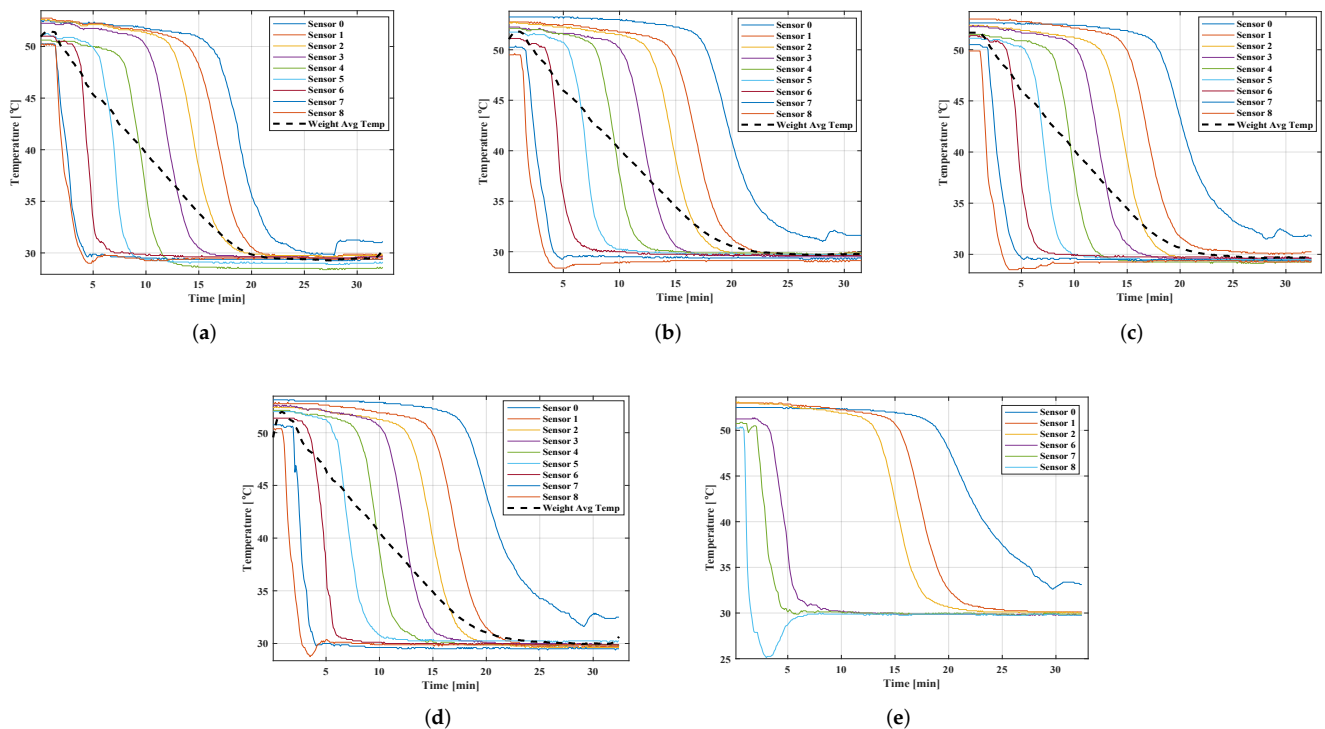 Temperature [°C]
50
45
40
35
30
5
10
15
20
25
30
Time [min]
Sensor 0
Sensor 1
Sensor 2
Sensor 3
Sensor 4
Sensor 5
Sensor 6
Sensor 7
Sensor 8
Weight Avg Temp
(a)
Temperature [°C]
50
45
40
35
30
5
10
15
20
25
30
Time [min]
Sensor 0
Sensor 1
Sensor 2
Sensor 3
Sensor 4
Sensor 5
Sensor 6
Sensor 7
Sensor 8
Weight Avg Temp
(b)
Temperature [°C]
50
45
40
35
30
5
10
15
20
25
30
Time [min]
Sensor 0
Sensor 1
Sensor 2
Sensor 3
Sensor 4
Sensor 5
Sensor 6
Sensor 7
Sensor 8
Weight Avg Temp
(c)
Temperature [°C]
50
45
40
35
30
5
10
15
20
25
30
Time [min]
Sensor 0
Sensor 1
Sensor 2
Sensor 3
Sensor 4
Sensor 5
Sensor 6
Sensor 7
Sensor 8
Weight Avg Temp
(d)
Temperature [°C]
50
45
40
35
30
25
5
10
15
20
25
30
Time [min]
Sensor 0
Sensor 1
Sensor 2
Sensor 6
Sensor 7
Sensor 8
(e)